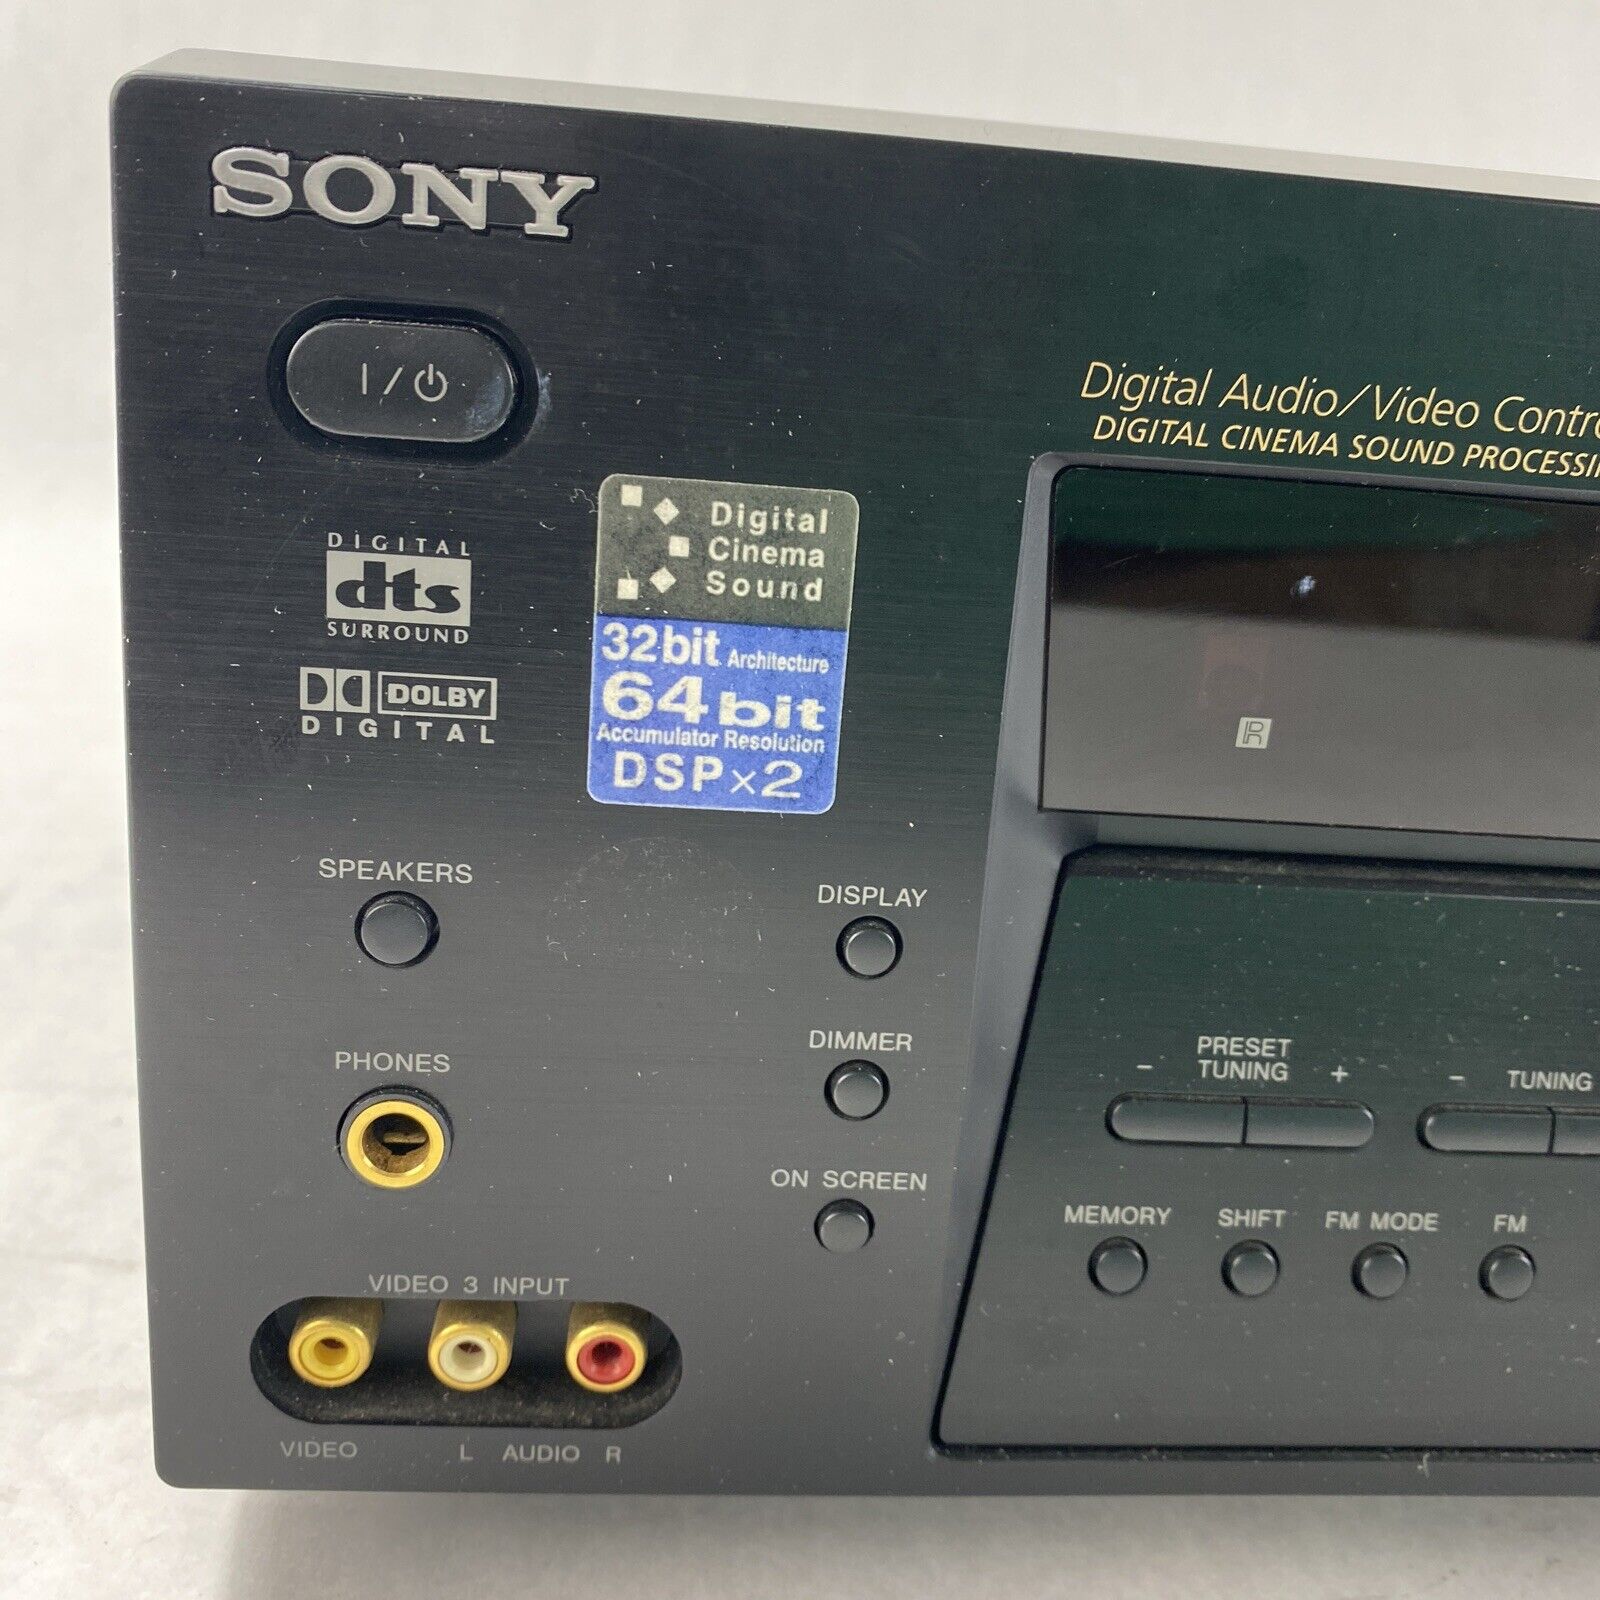 SONY
I/⏻
Digital Audio/Video Contro
DIGITAL CINEMA SOUND PROCESSI
DIGITAL
dts
SURROUND
DOLBY
DIGITAL
Digital
Cinema
Sound
32bit Architecture
64bit
Accumulator Resolution
DSP×2
IR
SPEAKERS
DISPLAY
PHONES
DIMMER
ON SCREEN
VIDEO 3 INPUT
VIDEO L AUDIO R
PRESET
- TUNING +
- TUNING
MEMORY SHIFT FM MODE FM